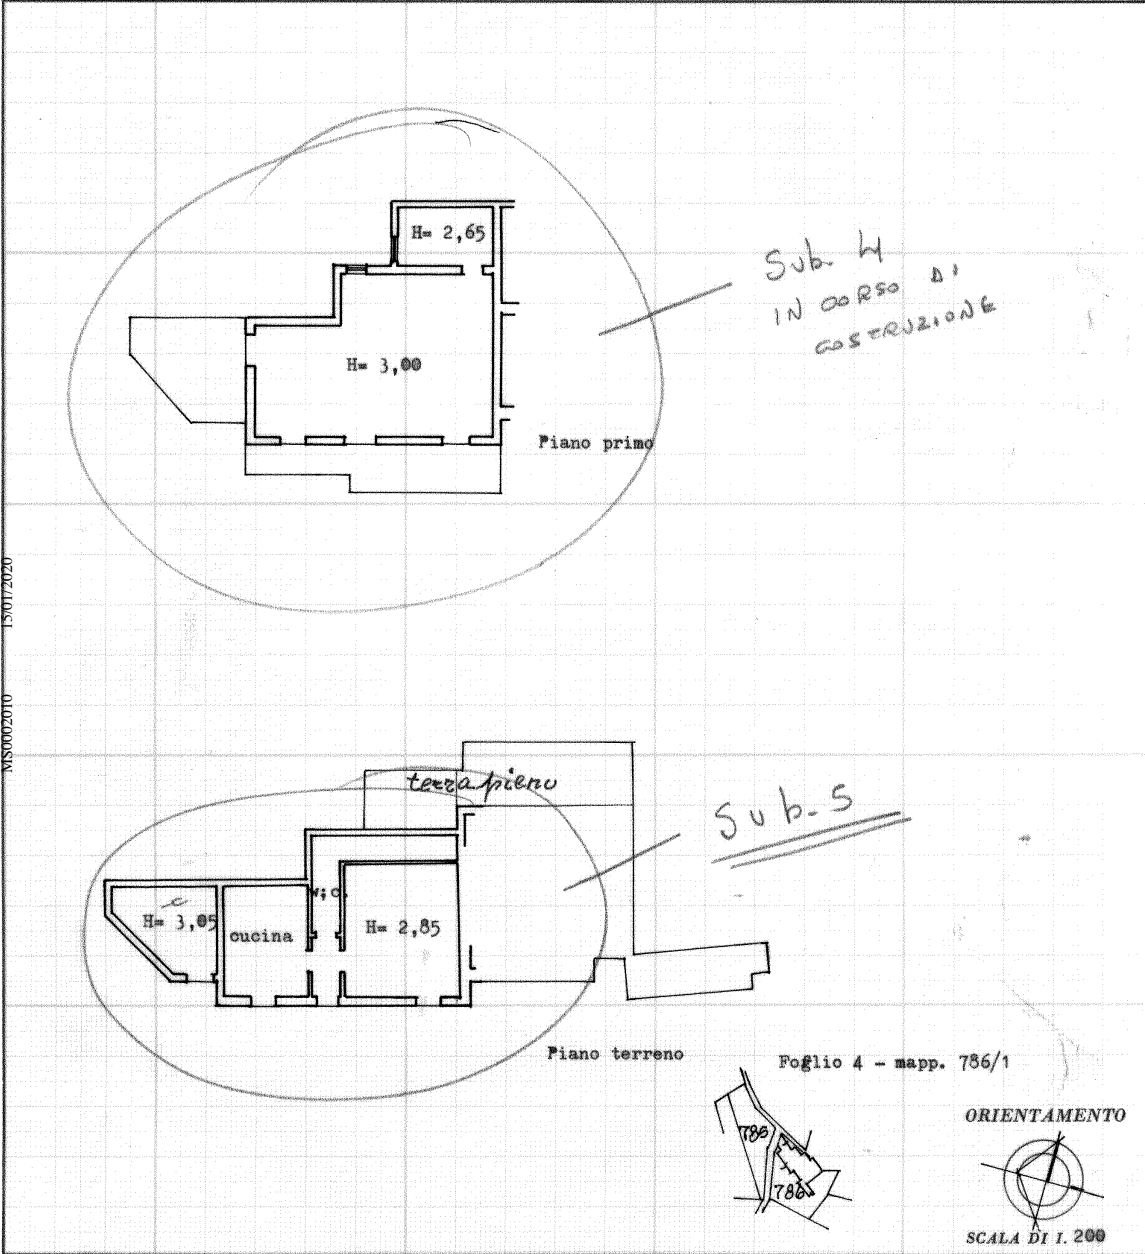 H= 2,65
Sub. 4
IN CORSO DI
COSTRUZIONE
H= 3,00
Piano primo
15/01/2020
MS0002010
terrapieno
Sub. 5
w.c.
H= 3,05
cucina
H= 2,85
Piano terreno
Foglio 4 - mapp. 786/1
ORIENTAMENTO
786
786
SCALA DI 1. 200